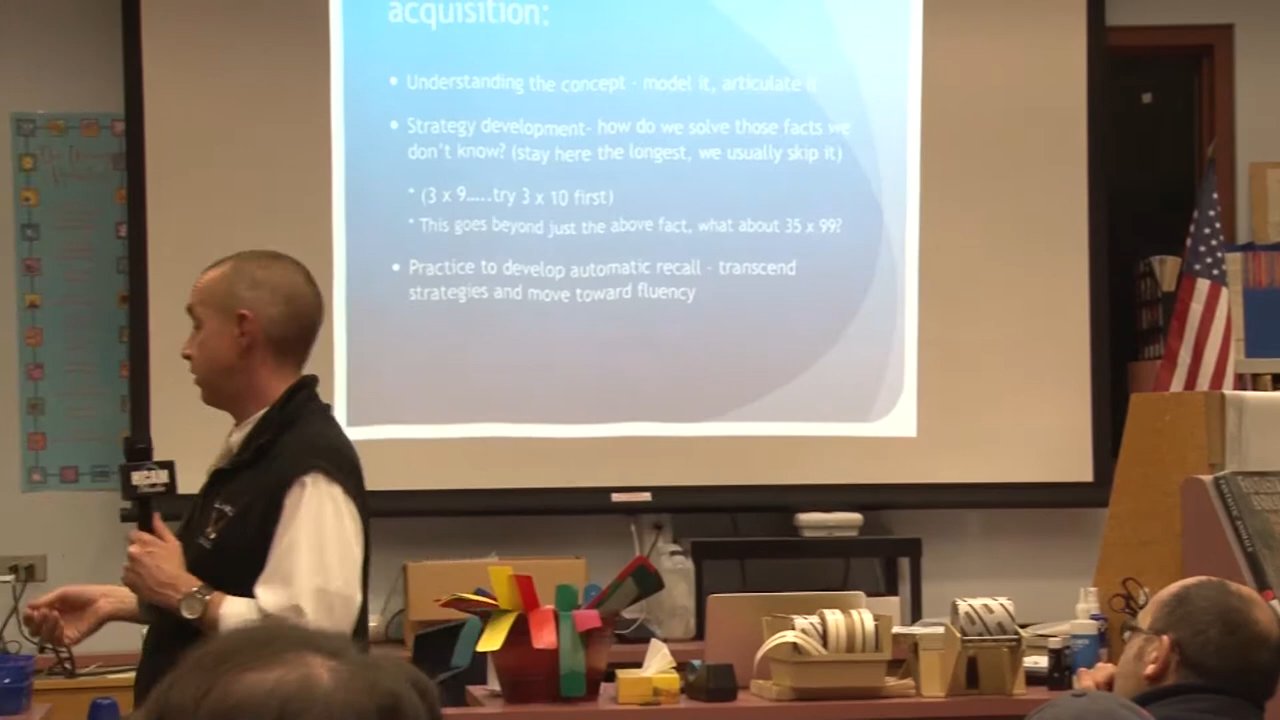 acquisition:
• Understanding the concept - model it, articulate it
• Strategy development- how do we solve those facts we
don't know? (stay here the longest, we usually skip it)
* (3 x 9.....try 3 x 10 first)
* This goes beyond just the above fact, what about 35 x 99?
• Practice to develop automatic recall - transcend
strategies and move toward fluency
HCAM